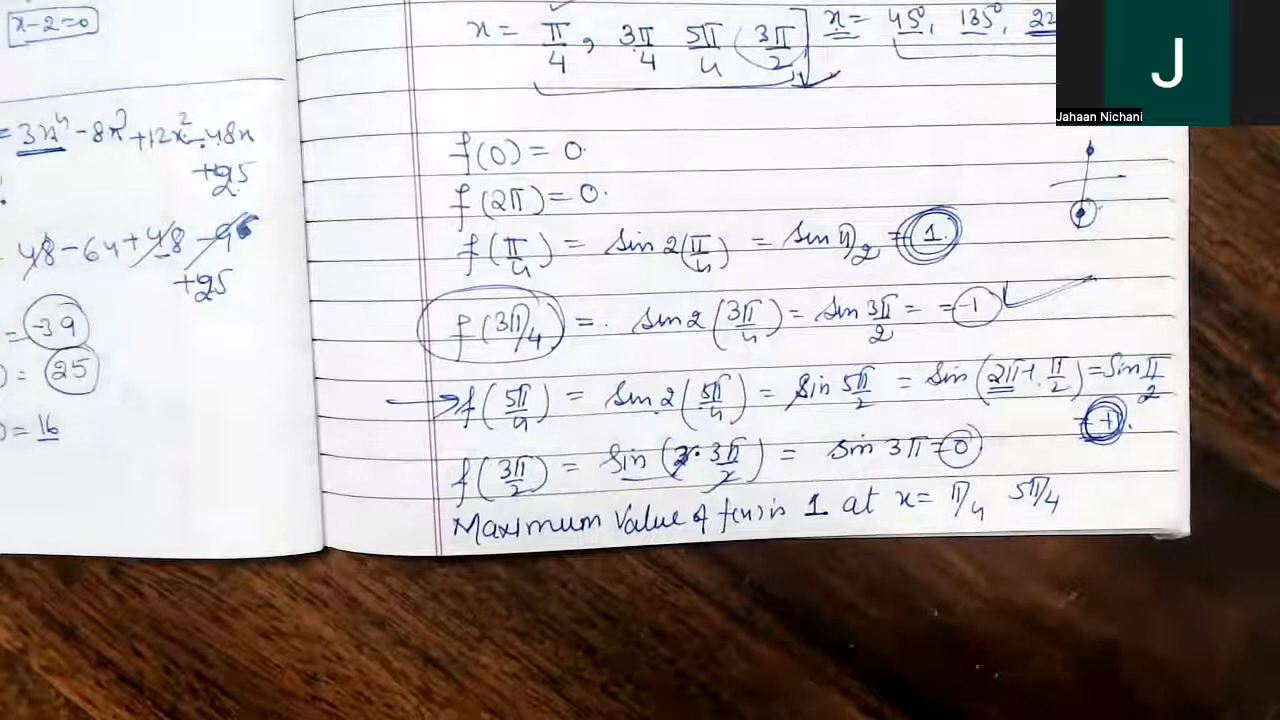 x-2=0
= 3x⁴ - 8x³ + 12x² - 48x
+25
48 - 64 + 48 - 96
+25
= -39
) = 25
) = 16
x = π/4, 3π/4 5π/4 (3π/2] x = 45°, 135°, 22
f(0) = 0.
f(2π) = 0.
f(π/4) = sin 2(π/4) = sin π/2 = 1.
f(3π/4) = . sin 2(3π/4) = sin 3π/2 = = -1
→ f(5π/4) = sin 2(5π/4) = sin 5π/2 = sin(2π + π/2) = sin π/2
= +1.
f(3π/2) = sin(2·3π/2) = sin 3π = 0
Maximum Value of f(x) is 1 at x = π/4 5π/4
J
Jahaan Nichani